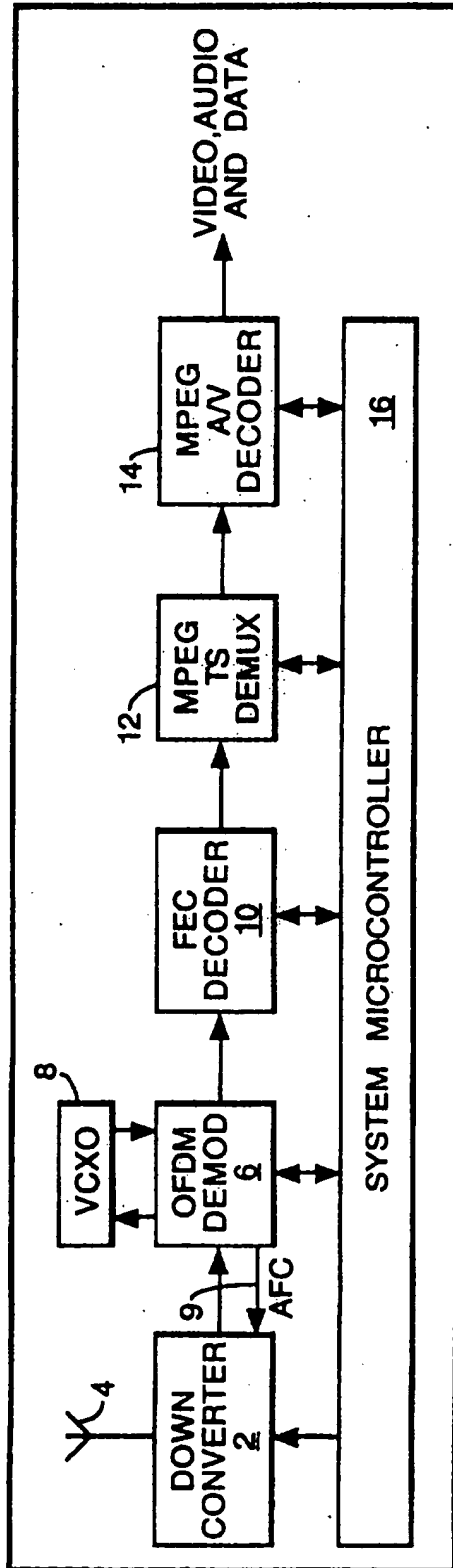 4
DOWN
CONVERTER
2
9
AFC
8
VCXO
OFDM
DEMOD
6
FEC
DECODER
10
12
MPEG
TS
DEMUX
14
MPEG
A/V
DECODER
VIDEO,AUDIO
AND DATA
SYSTEM MICROCONTROLLER
16